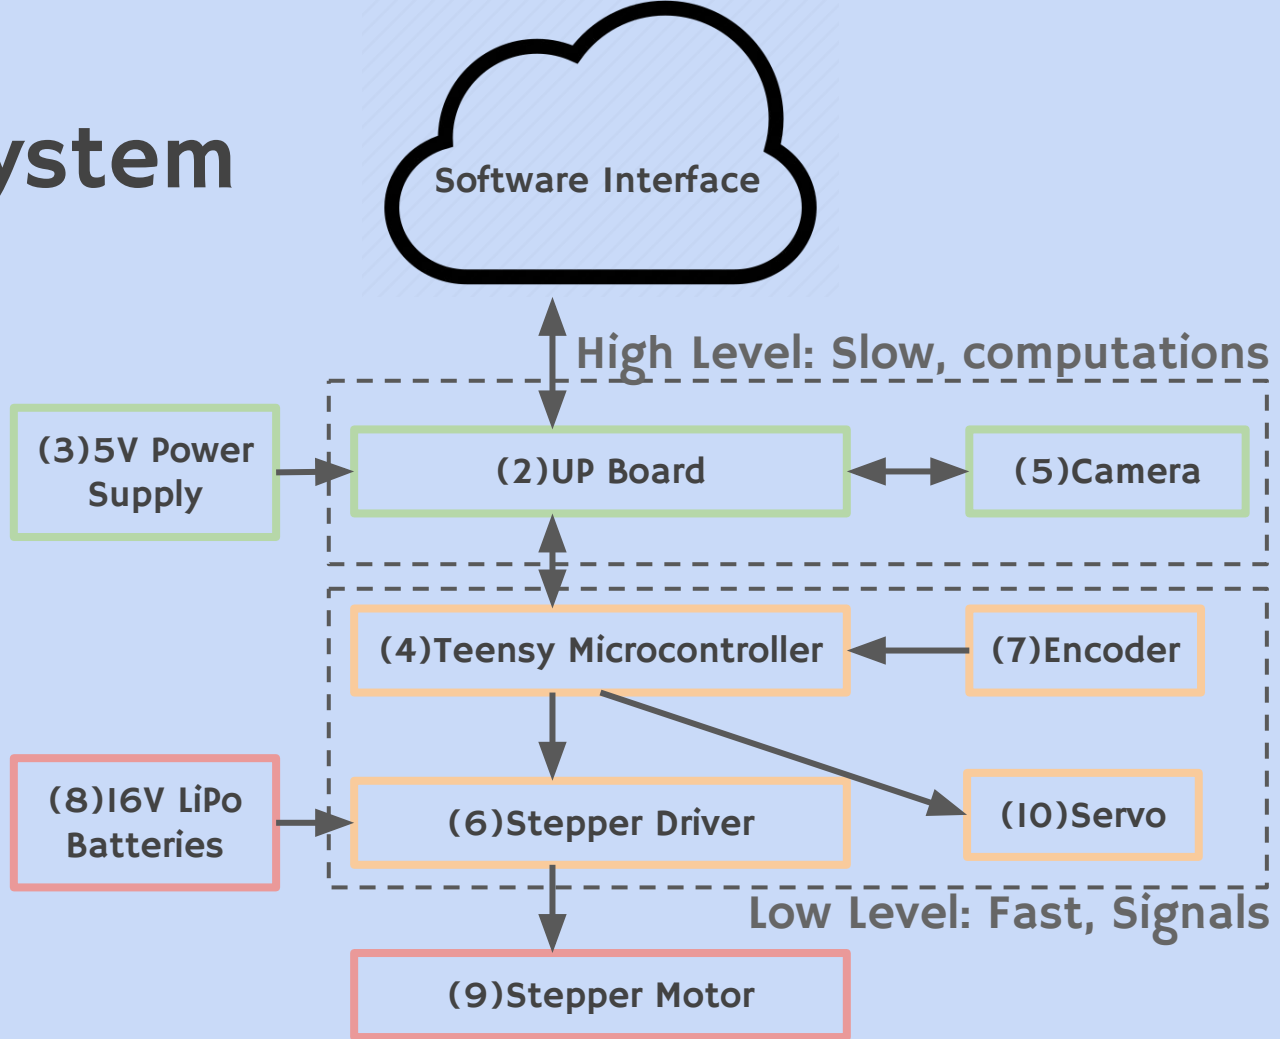 ystem
Software Interface
High Level: Slow, computations
(3)5V Power
Supply
(2)UP Board
(5)Camera
(4)Teensy Microcontroller
(7)Encoder
(8)16V LiPo
Batteries
(6)Stepper Driver
(10)Servo
Low Level: Fast, Signals
(9)Stepper Motor